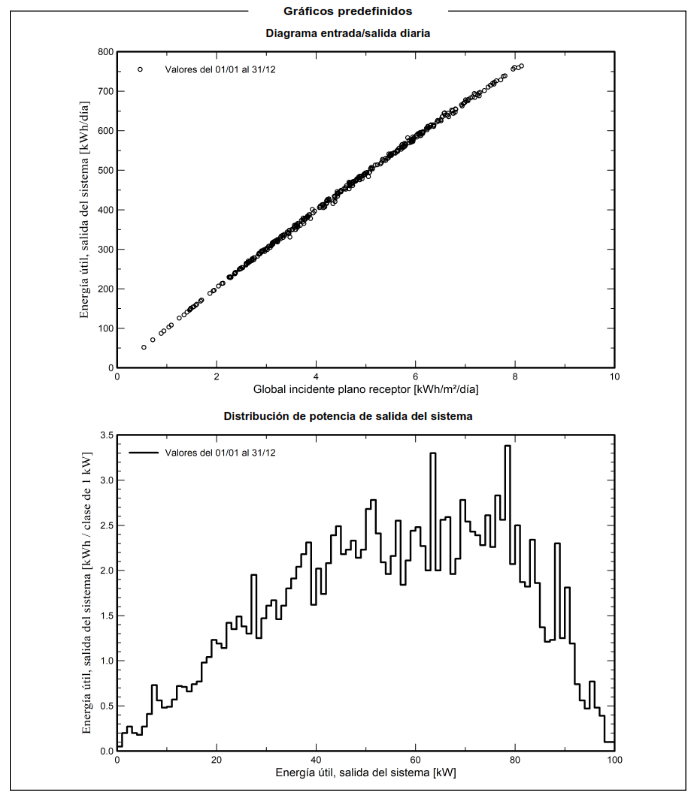 Gráficos predefinidos
Diagrama entrada/salida diaria
800
700
600
500
400
300
200
100
0
Energía útil, salida del sistema [kWh/día]
Valores del 01/01 al 31/12
0 2 4 6 8 10
Global incidente plano receptor [kWh/m²/día]
Distribución de potencia de salida del sistema
3.5
3.0
2.5
2.0
1.5
1.0
0.5
0.0
Energía útil, salida del sistema [kWh / clase de 1 kW]
Valores del 01/01 al 31/12
0 20 40 60 80 100
Energía útil, salida del sistema [kW]